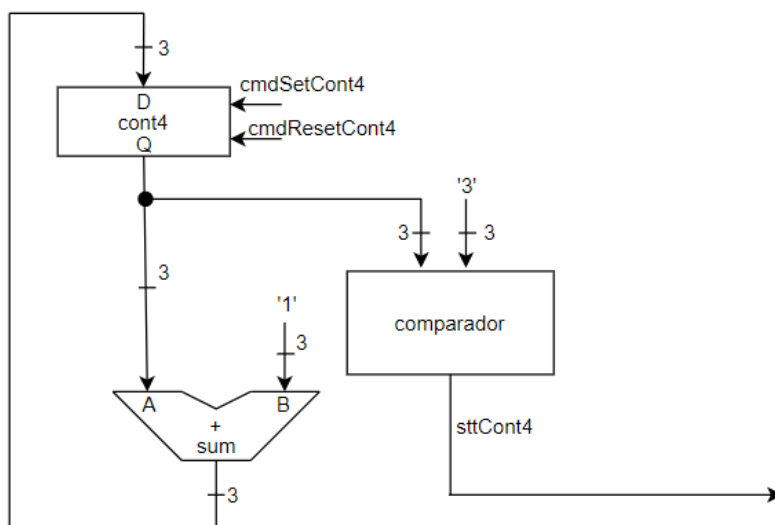 3
cmdSetCont4
D
cont4
cmdResetCont4
Q
'3'
3
3
3
'1'
3
comparador
A
B
+
sum
sttCont4
3